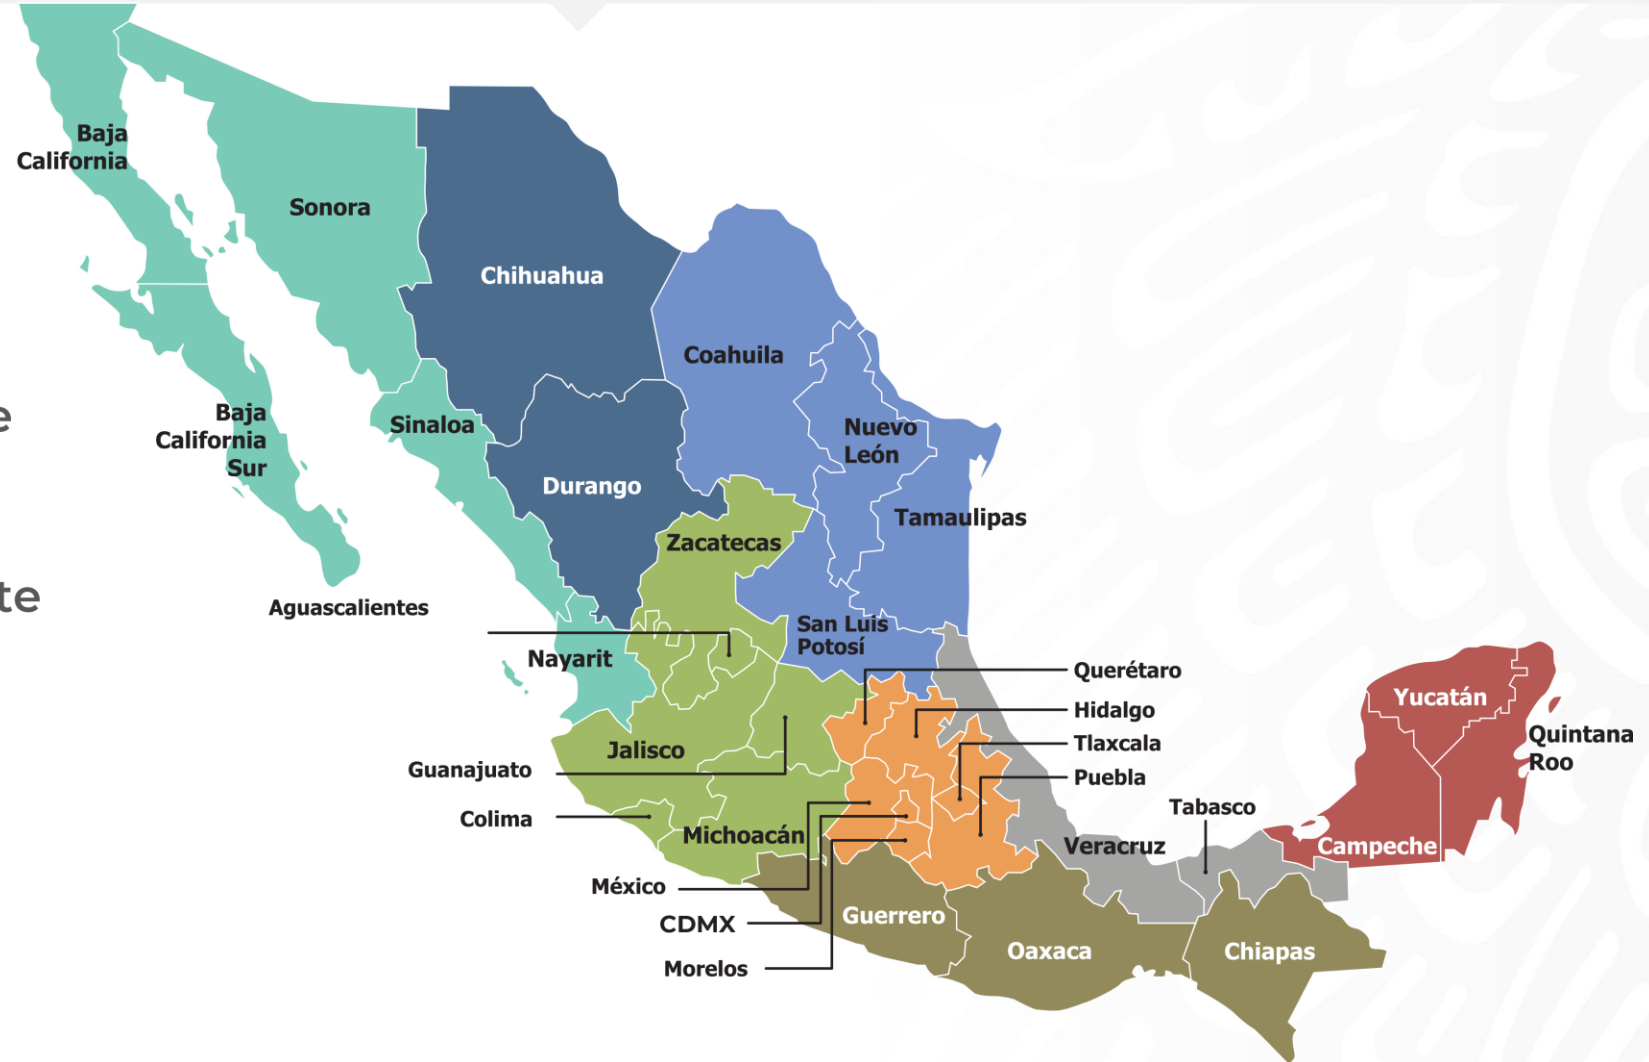 Baja
California
Sonora
Chihuahua
Coahuila
Baja
California
Sur
Sinaloa
Nuevo
León
Durango
Tamaulipas
Zacatecas
Aguascalientes
San Luis
Potosí
Nayarit
Querétaro
Hidalgo
Tlaxcala
Puebla
Yucatán
Quintana
Roo
Jalisco
Guanajuato
Colima
Michoacán
Tabasco
Veracruz
Campeche
México
CDMX
Morelos
Guerrero
Oaxaca
Chiapas